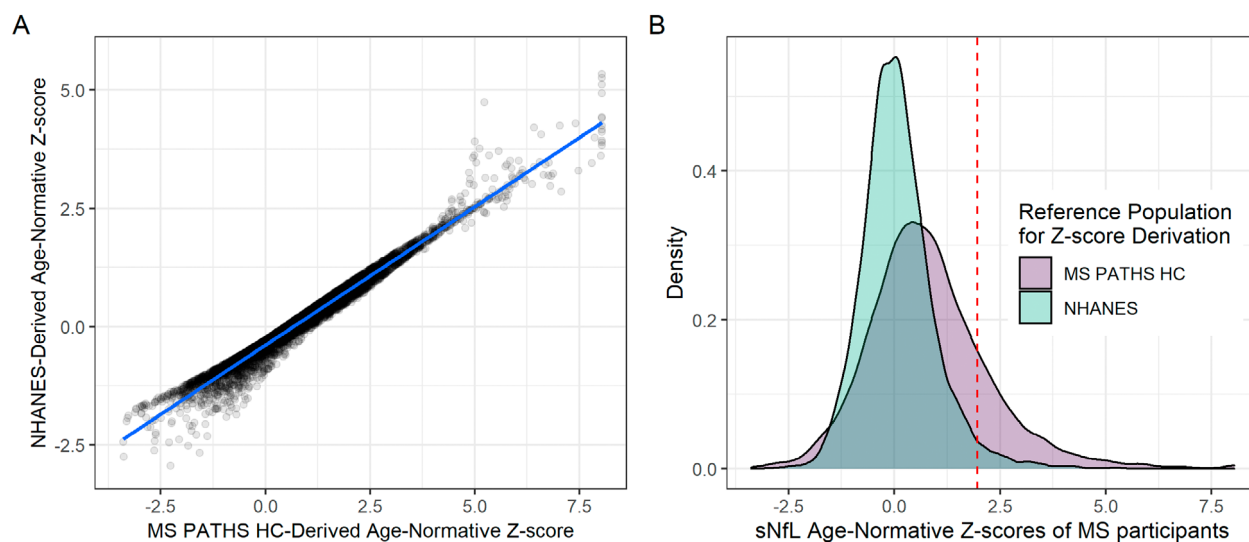 A
NHANES-Derived Age-Normative Z-score
5.0
2.5
0.0
-2.5
-2.5
0.0
2.5
5.0
7.5
MS PATHS HC-Derived Age-Normative Z-score
B
Density
0.4
0.2
0.0
Reference Population
for Z-score Derivation
MS PATHS HC
NHANES
-2.5
0.0
2.5
5.0
7.5
sNfL Age-Normative Z-scores of MS participants